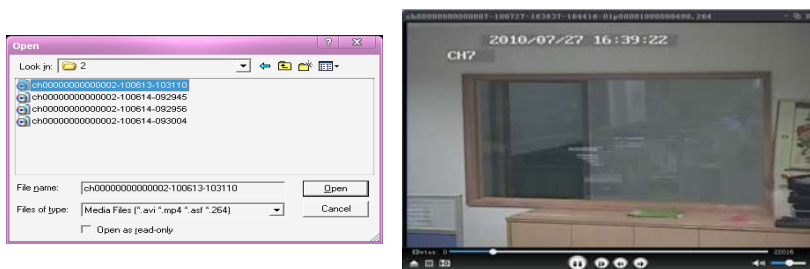 Open
Look in: 2
ch00000000000002-100613-103110
ch00000000000002-100614-092945
ch00000000000002-100614-092956
ch00000000000002-100614-093004
File name: ch00000000000002-100613-103110 Open
Files of type: Media Files (*.avi *.mp4 *.asf *.264) Cancel
Open as read-only
2010/07/27 16:39:22
CH7
22016